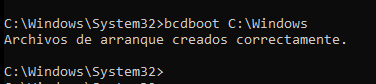 C:\Windows\System32>bcdboot C:\Windows
Archivos de arranque creados correctamente.
C:\Windows\System32>